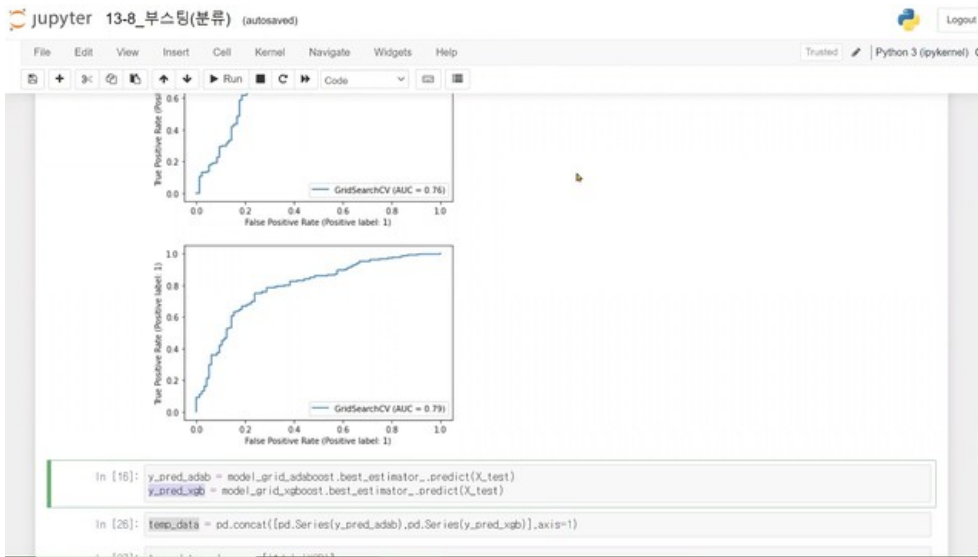 jupyter 13-8_부스팅(분류) (autosaved)
Logout
File Edit View Insert Cell Kernel Navigate Widgets Help
Trusted Python 3 (ipykernel)
Run Code
True Positive Rate (Posi
0.6
0.4
0.2
0.0
GridSearchCV (AUC = 0.76)
0.0 0.2 0.4 0.6 0.8 1.0
False Positive Rate (Positive label: 1)
True Positive Rate (Positive label: 1)
1.0
0.8
0.6
0.4
0.2
0.0
GridSearchCV (AUC = 0.79)
0.0 0.2 0.4 0.6 0.8 1.0
False Positive Rate (Positive label: 1)
In [16]: y_pred_adab = model_grid_adaboost.best_estimator_.predict(X_test)
y_pred_xgb = model_grid_xgboost.best_estimator_.predict(X_test)
In [26]: temp_data = pd.concat([pd.Series(y_pred_adab),pd.Series(y_pred_xgb)],axis=1)